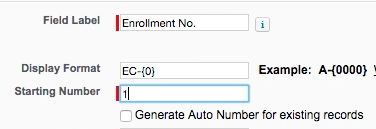 Field Label Enrollment No. i
Display Format EC-{0} Example: A-{0000}
Starting Number 1
Generate Auto Number for existing records